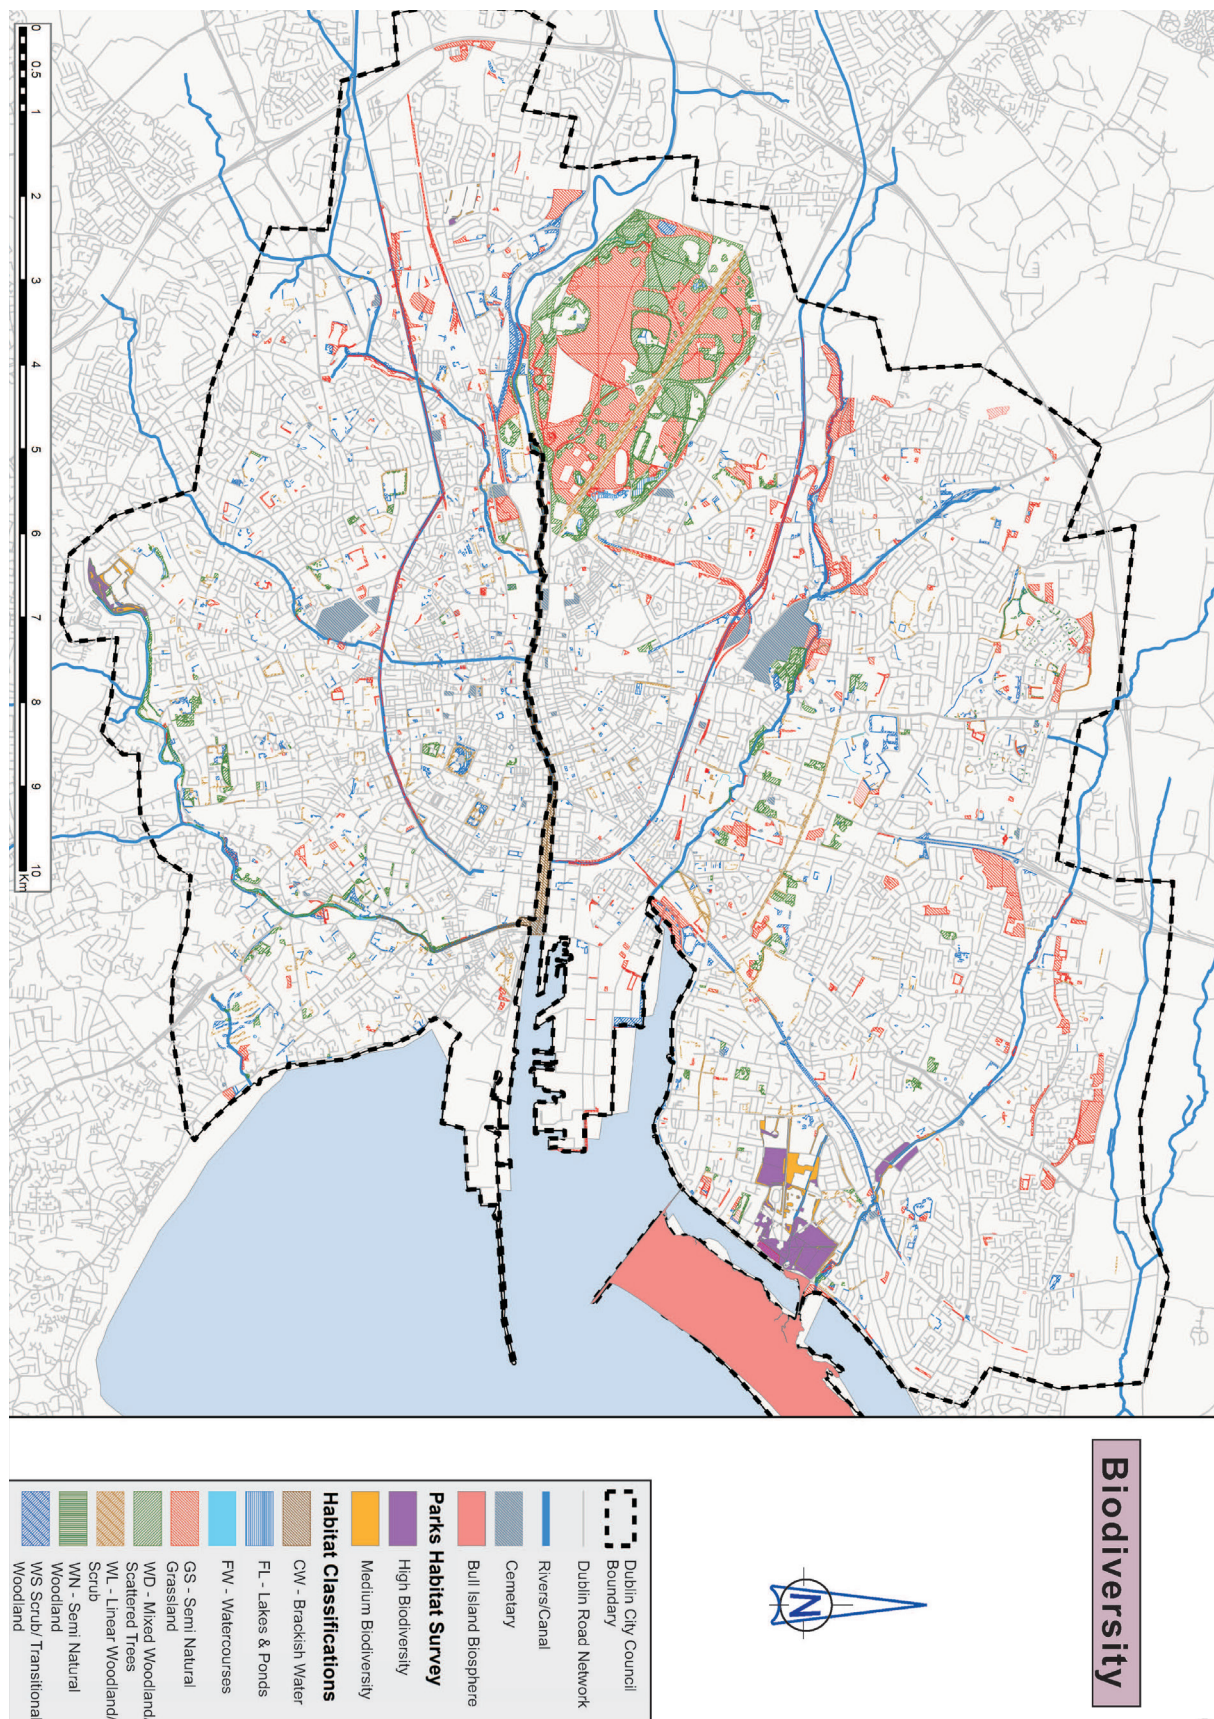 Biodiversity
N
Dublin City Council
Boundary
Dublin Road Network
Rivers/Canal
Cemetary
Bull Island Biosphere
Parks Habitat Survey
High Biodiversity
Medium Biodiversity
Habitat Classifications
CW - Brackish Water
FL - Lakes & Ponds
FW - Watercourses
GS - Semi Natural
Grassland
WD - Mixed Woodland/
Scattered Trees
WL - Linear Woodland/
Scrub
WN - Semi Natural
Woodland
WS Scrub/ Transitional
Woodland
0 0.5 1 2 3 4 5 6 7 8 9 10
Km